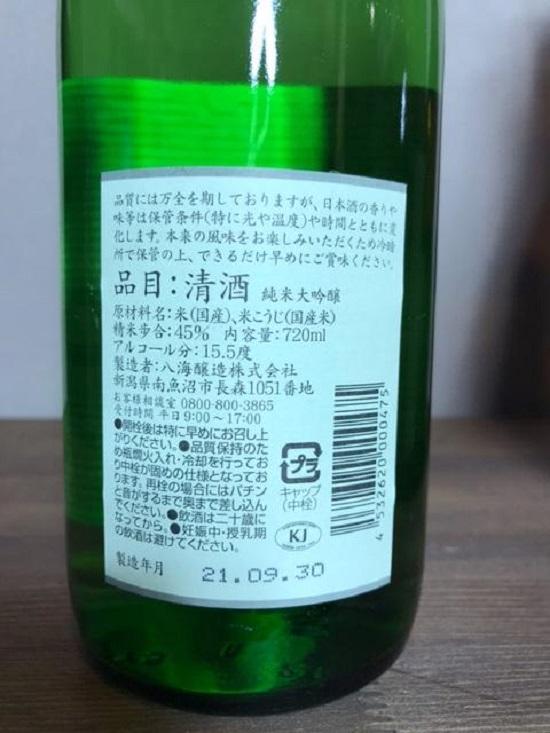 品質には万全を期しておりますが、日本酒の香りや
味等は保管条件(特に光や温度)や時間とともに変
化します。本来の風味をお楽しみいただくため冷暗
所で保管の上、できるだけ早めにご賞味ください。
品目:清酒 純米大吟醸
原材料名:米(国産)、米こうじ(国産米)
精米歩合:45% 内容量:720ml
アルコール分:15.5度
製造者:八海醸造株式会社
新潟県南魚沼市長森1051番地
お客様相談室 0800-800-3865
受付時間 平日9:00〜17:00
●開栓後は特に早めにお召し上
がりください。●品質保持のた
め瓶燗火入れ・冷却を行ってお
り中栓が固めの仕様となってお
ります。再栓の場合にはパチン
と音がするまで奥まで差し込ん
でください。●飲酒は二十歳に
なってから。●妊娠中・授乳期
の飲酒は避けてください。
プラ
キャップ
(中栓)
KJ
4 532620 000475
製造年月 21.09.30